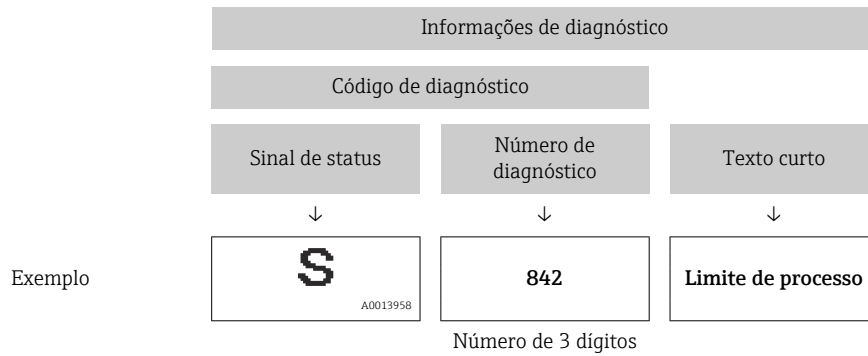 Informações de diagnóstico
Código de diagnóstico
Sinal de status
Número de
diagnóstico
Texto curto
↓ ↓ ↓
Exemplo
S
A0013958
842
Limite de processo
Número de 3 dígitos